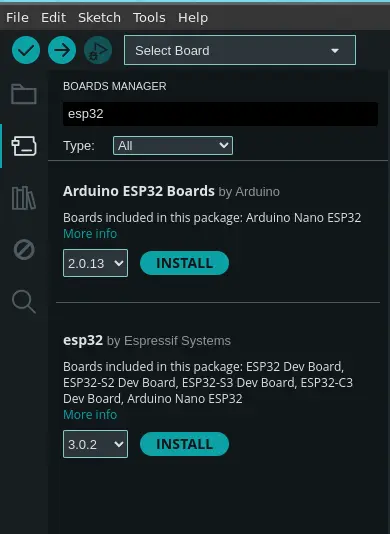 File Edit Sketch Tools Help
Select Board
BOARDS MANAGER
esp32
Type: All
Arduino ESP32 Boards by Arduino
Boards included in this package: Arduino Nano ESP32
More info
2.0.13 INSTALL
esp32 by Espressif Systems
Boards included in this package: ESP32 Dev Board,
ESP32-S2 Dev Board, ESP32-S3 Dev Board, ESP32-C3
Dev Board, Arduino Nano ESP32
More info
3.0.2 INSTALL